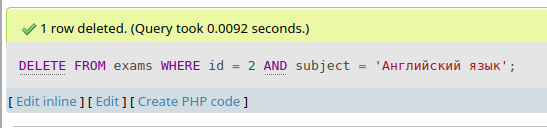 1 row deleted. (Query took 0.0092 seconds.)
DELETE FROM exams WHERE id = 2 AND subject = 'Английский язык';
[ Edit inline ] [ Edit ] [ Create PHP code ]